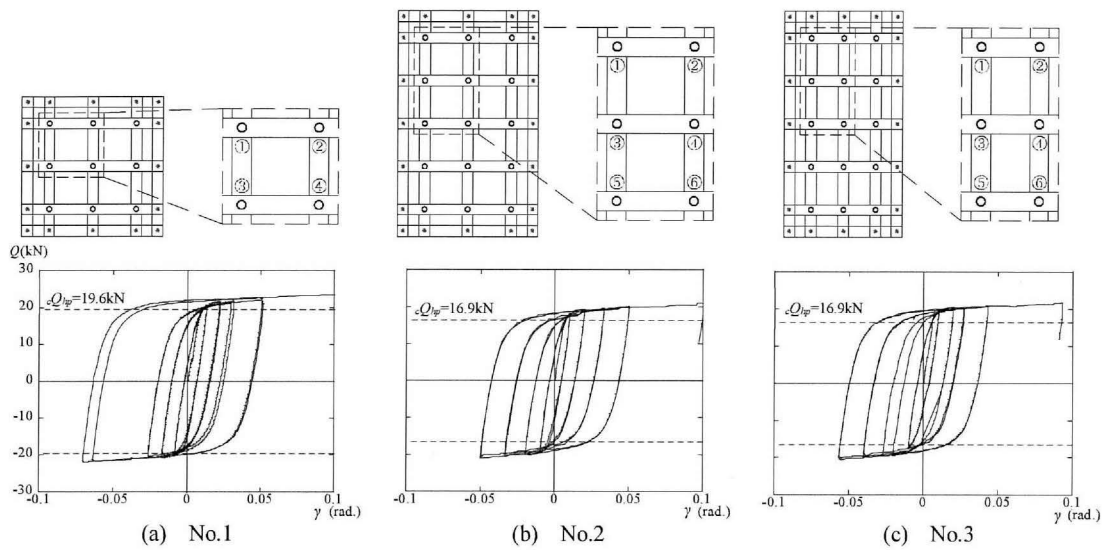 ① ②
③ ④
① ②
③ ④
⑤ ⑥
① ②
③ ④
⑤ ⑥
Q(kN)
30
20
10
0
-10
-20
-30
cQhp=19.6kN
-0.1 -0.05 0 0.05 0.1
γ (rad.)
cQhp=16.9kN
-0.1 -0.05 0 0.05 0.1
γ (rad.)
cQhp=16.9kN
-0.1 -0.05 0 0.05 0.1
γ (rad.)
(a) No.1
(b) No.2
(c) No.3